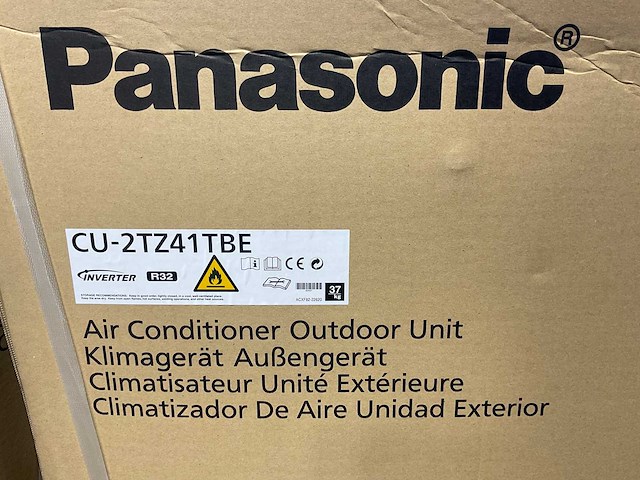 Panasonic®
CU-2TZ41TBE
INVERTER R32 CE 37 kg
Air Conditioner Outdoor Unit
Klimagerät Außengerät
Climatisateur Unité Extérieure
Climatizador De Aire Unidad Exterior